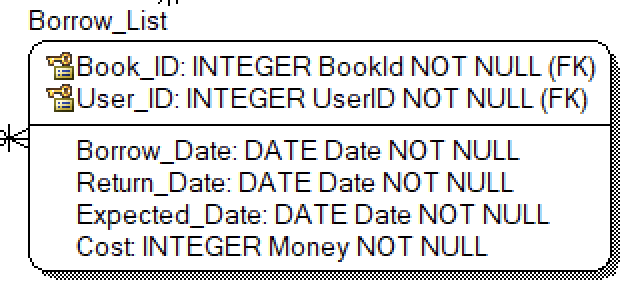 Borrow_List
Book_ID: INTEGER BookId NOT NULL (FK)
User_ID: INTEGER UserID NOT NULL (FK)
Borrow_Date: DATE Date NOT NULL
Return_Date: DATE Date NOT NULL
Expected_Date: DATE Date NOT NULL
Cost: INTEGER Money NOT NULL